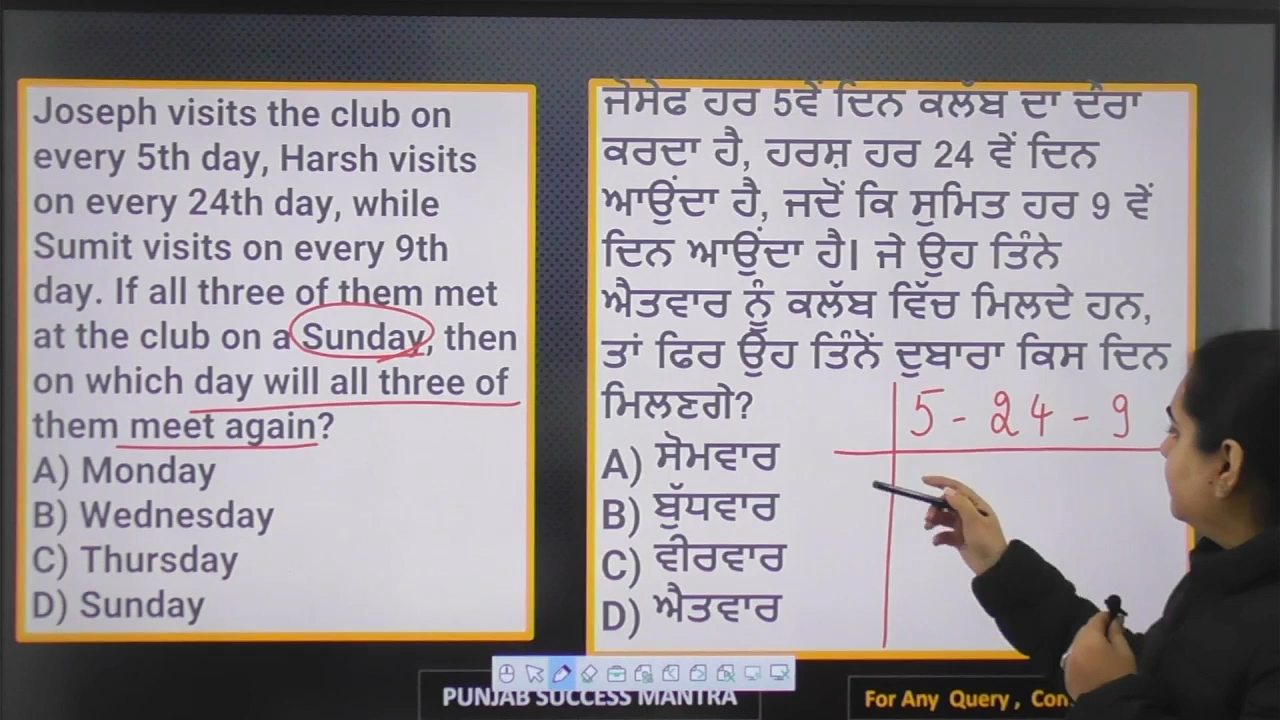 Joseph visits the club on
every 5th day, Harsh visits
on every 24th day, while
Sumit visits on every 9th
day. If all three of them met
at the club on a Sunday, then
on which day will all three of
them meet again?
A) Monday
B) Wednesday
C) Thursday
D) Sunday
ਜੋਸੇਫ ਹਰ 5ਵੇਂ ਦਿਨ ਕਲੱਬ ਦਾ ਦੌਰਾ
ਕਰਦਾ ਹੈ, ਹਰਸ਼ ਹਰ 24 ਵੇਂ ਦਿਨ
ਆਉਂਦਾ ਹੈ, ਜਦੋਂ ਕਿ ਸੁਮਿਤ ਹਰ 9 ਵੇਂ
ਦਿਨ ਆਉਂਦਾ ਹੈ। ਜੇ ਉਹ ਤਿੰਨੇ
ਐਤਵਾਰ ਨੂੰ ਕਲੱਬ ਵਿੱਚ ਮਿਲਦੇ ਹਨ,
ਤਾਂ ਫਿਰ ਉਹ ਤਿੰਨੋਂ ਦੁਬਾਰਾ ਕਿਸ ਦਿਨ
ਮਿਲਣਗੇ?
A) ਸੋਮਵਾਰ
B) ਬੁੱਧਵਾਰ
C) ਵੀਰਵਾਰ
D) ਐਤਵਾਰ
5 - 24 - 9
PUNJAB SUCCESS MANTRA
For Any Query, Con